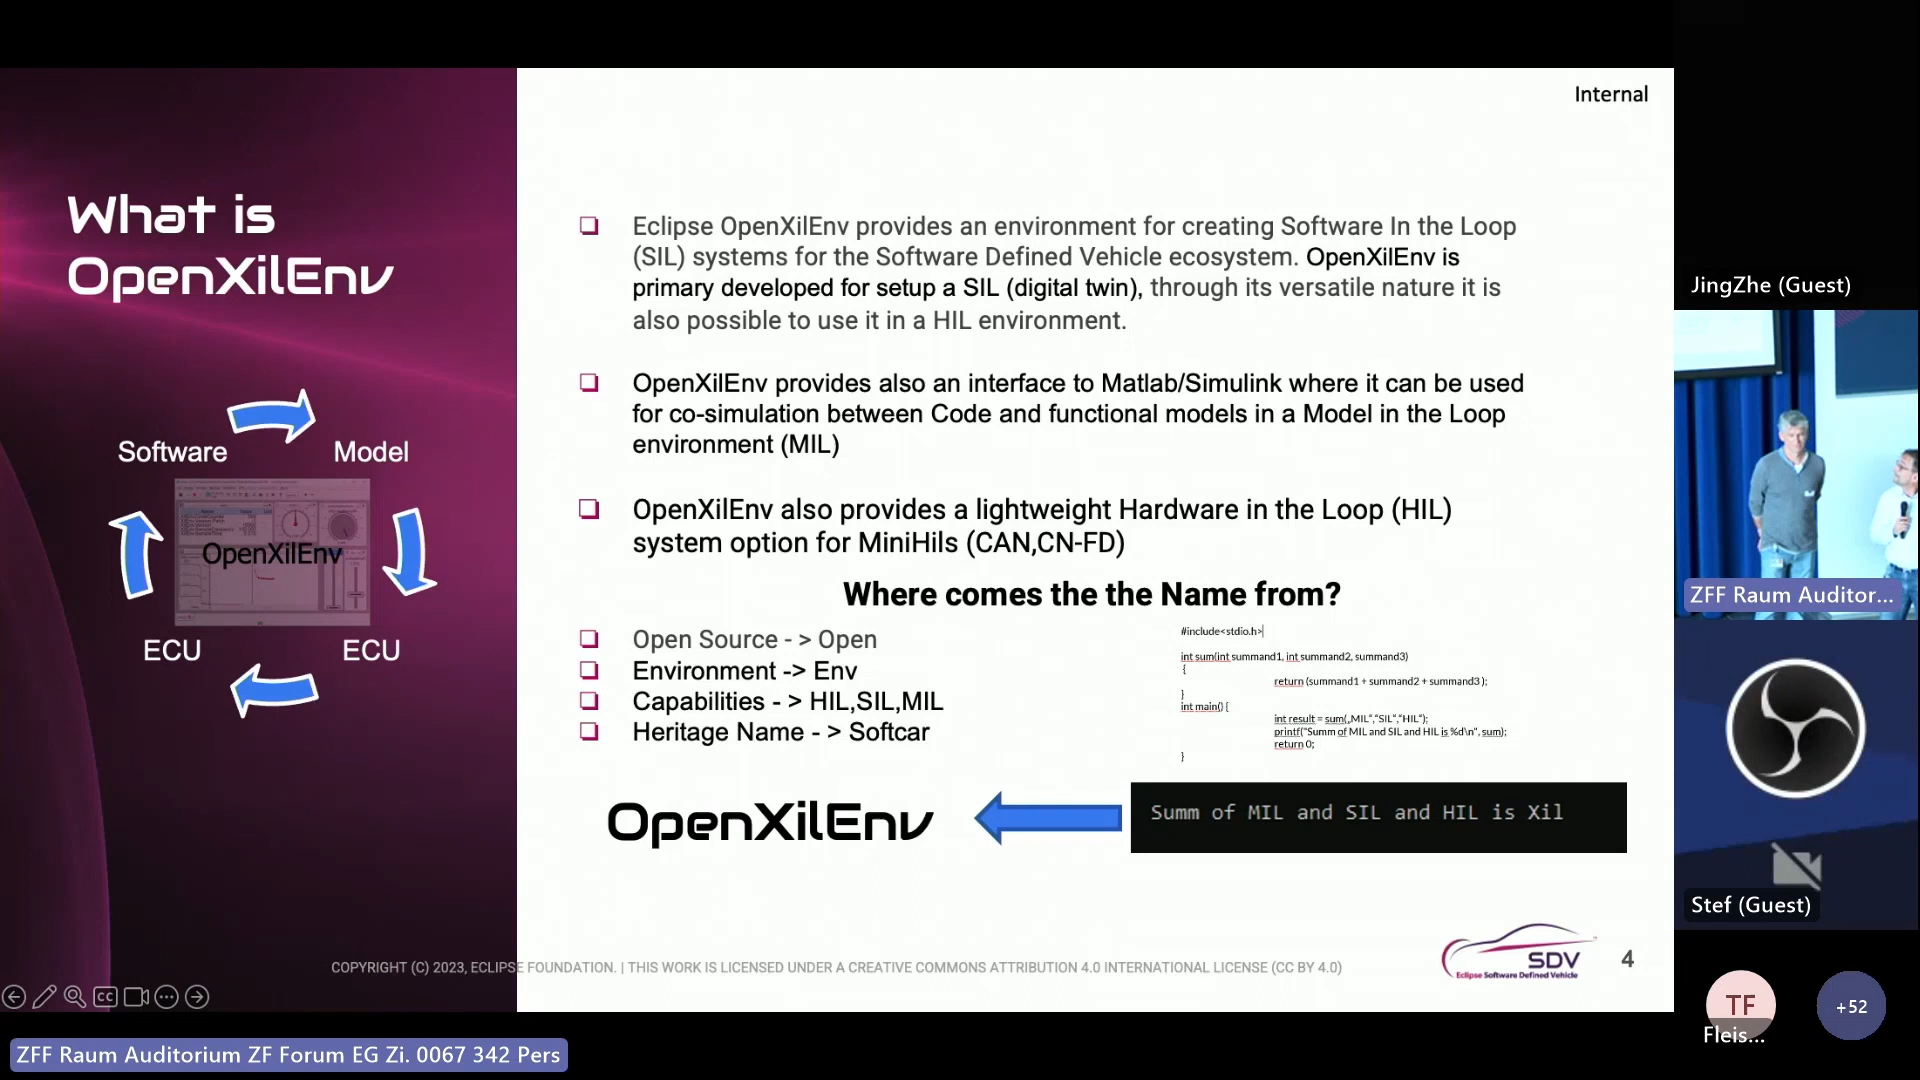 Internal
What is
OpenXilEnv
Software
Model
OpenXilEnv
ECU
ECU
❑ Eclipse OpenXilEnv provides an environment for creating Software In the Loop
(SIL) systems for the Software Defined Vehicle ecosystem. OpenXilEnv is
primary developed for setup a SIL (digital twin), through its versatile nature it is
also possible to use it in a HIL environment.
❑ OpenXilEnv provides also an interface to Matlab/Simulink where it can be used
for co-simulation between Code and functional models in a Model in the Loop
environment (MIL)
❑ OpenXilEnv also provides a lightweight Hardware in the Loop (HIL)
system option for MiniHils (CAN,CN-FD)
Where comes the the Name from?
❑ Open Source - > Open
❑ Environment -> Env
❑ Capabilities - > HIL,SIL,MIL
❑ Heritage Name - > Softcar
#include<stdio.h>
int sum(int summand1, int summand2, summand3)
{
return (summand1 + summand2 + summand3 );
}
int main() {
int result = sum(„MIL“,“SIL“,“HIL“);
printf("Summ of MIL and SIL and HIL is %d\n", sum);
return 0;
}
OpenXilEnv
Summ of MIL and SIL and HIL is Xil
COPYRIGHT (C) 2023, ECLIPSE FOUNDATION. | THIS WORK IS LICENSED UNDER A CREATIVE COMMONS ATTRIBUTION 4.0 INTERNATIONAL LICENSE (CC BY 4.0)
SDV
Eclipse Software Defined Vehicle
4
CC
ZFF Raum Auditorium ZF Forum EG Zi. 0067 342 Pers
JingZhe (Guest)
ZFF Raum Auditor...
Stef (Guest)
TF
Fleis...
+52